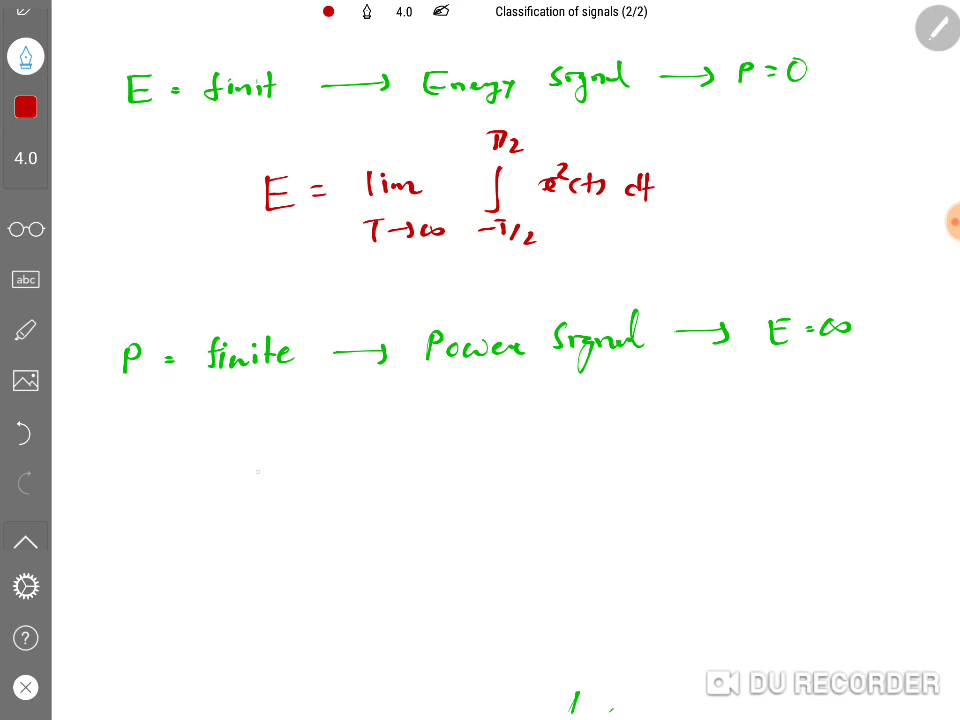 4.0 Classification of signals (2/2)
E = finit → Energy signal → P = 0
4.0
π/2
E = lim ∫ x²(t) dt
T→∞ -T/2
abc
P = finite → Power Signal → E = ∞
?
DU RECORDER